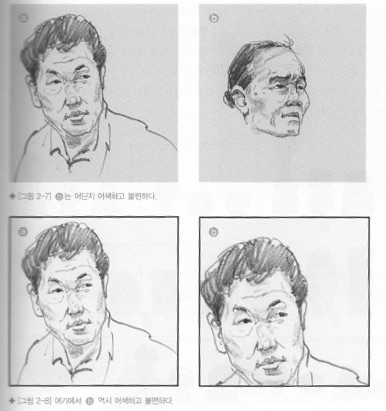 ⓐ
ⓑ
◈ [그림 2-7] ⓑ는 어딘지 어색하고 불편하다.
ⓐ
ⓑ
◈ [그림 2-8] 여기에서 ⓑ 역시 어색하고 불편하다.